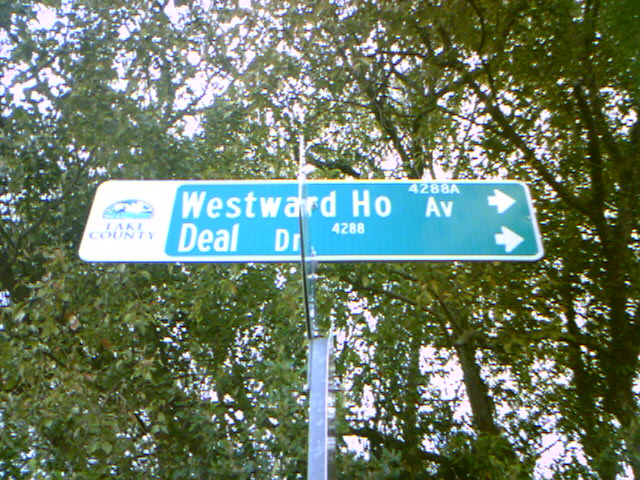 LAKE
COUNTY
Westward Ho Av 4288A
Deal Dr 4288